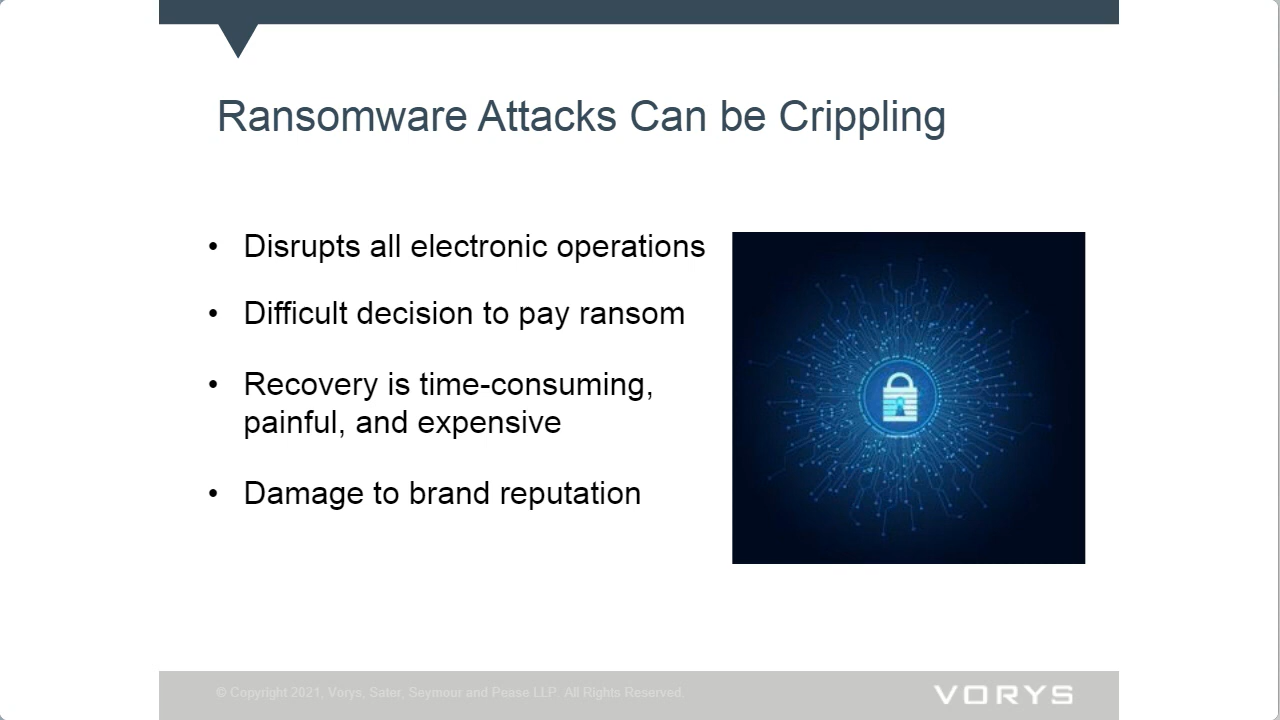 Ransomware Attacks Can be Crippling
• Disrupts all electronic operations
• Difficult decision to pay ransom
• Recovery is time-consuming,
painful, and expensive
• Damage to brand reputation
© Copyright 2021, Vorys, Sater, Seymour and Pease LLP. All Rights Reserved.
VORYS